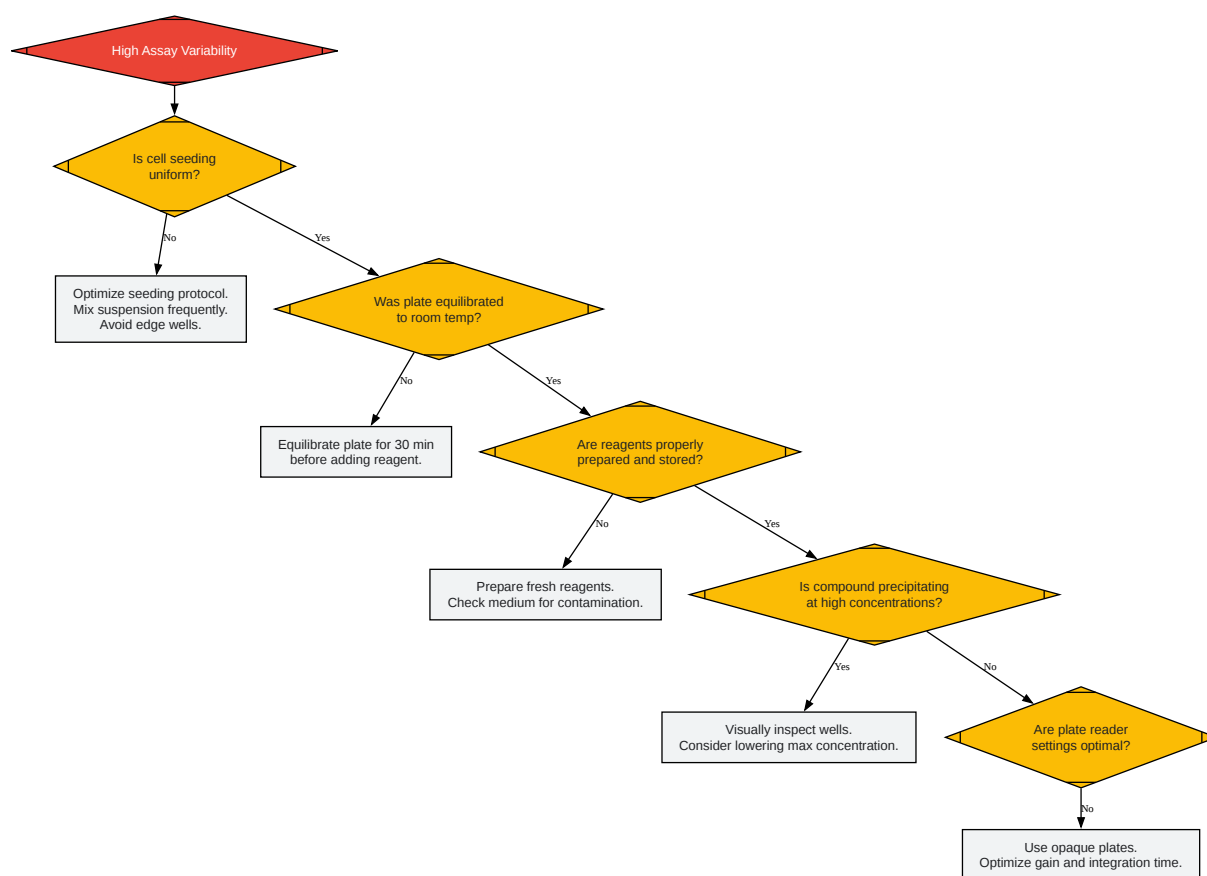 High Assay Variability
Is cell seeding
uniform?
No
Yes
Optimize seeding protocol.
Mix suspension frequently.
Avoid edge wells.
Was plate equilibrated
to room temp?
No
Yes
Equilibrate plate for 30 min
before adding reagent.
Are reagents properly
prepared and stored?
No
Yes
Prepare fresh reagents.
Check medium for contamination.
Is compound precipitating
at high concentrations?
Yes
No
Visually inspect wells.
Consider lowering max concentration.
Are plate reader
settings optimal?
No
Use opaque plates.
Optimize gain and integration time.